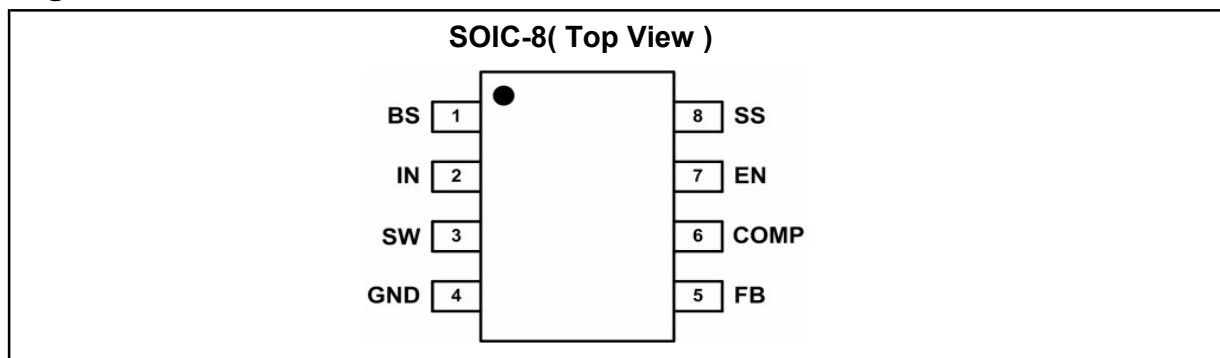 SOIC-8( Top View )
BS 1 8 SS
IN 2 7 EN
SW 3 6 COMP
GND 4 5 FB